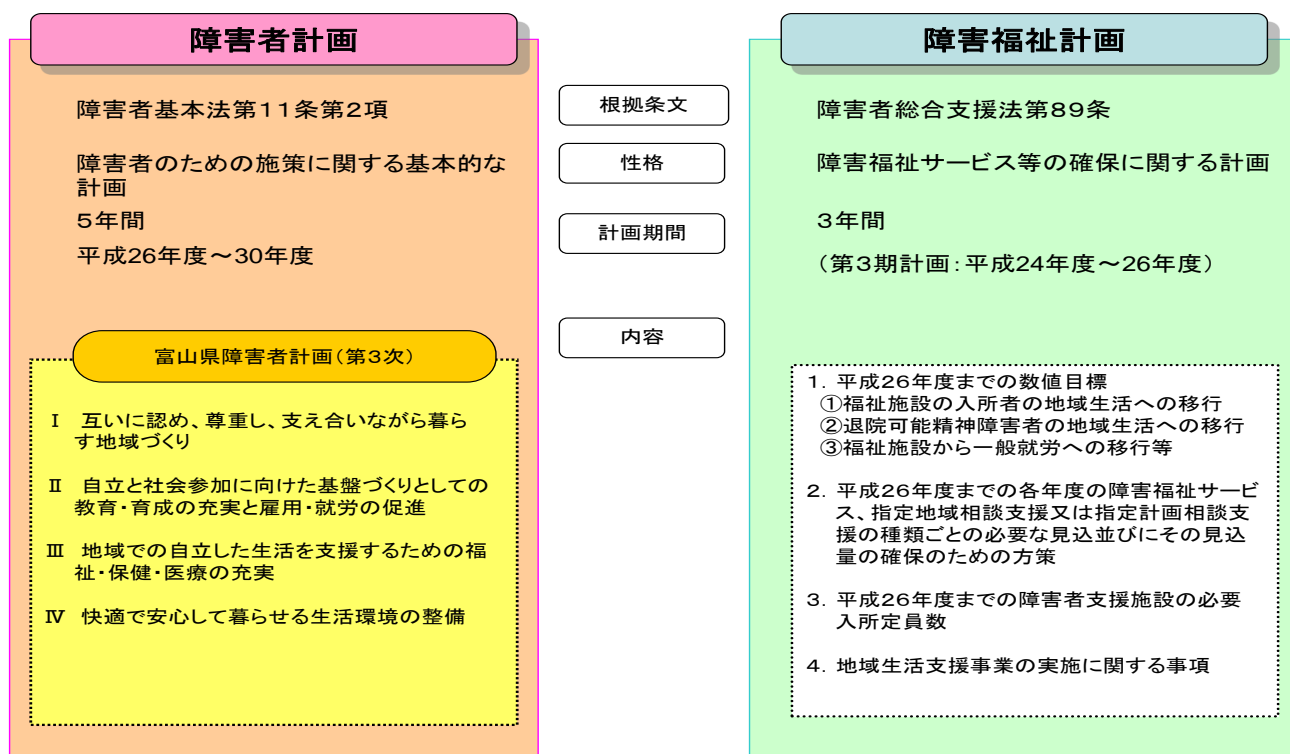 障害者計画
障害者基本法第11条第2項
障害者のための施策に関する基本的な
計画
5年間
平成26年度～30年度
富山県障害者計画(第3次)
Ⅰ 互いに認め、尊重し、支え合いながら暮ら
す地域づくり
Ⅱ 自立と社会参加に向けた基盤づくりとしての
教育・育成の充実と雇用・就労の促進
Ⅲ 地域での自立した生活を支援するための福
祉・保健・医療の充実
Ⅳ 快適で安心して暮らせる生活環境の整備
根拠条文
性格
計画期間
内容
障害福祉計画
障害者総合支援法第89条
障害福祉サービス等の確保に関する計画
3年間
(第3期計画:平成24年度～26年度)
1．平成26年度までの数値目標
①福祉施設の入所者の地域生活への移行
②退院可能精神障害者の地域生活への移行
③福祉施設から一般就労への移行等
2．平成26年度までの各年度の障害福祉サービ
ス、指定地域相談支援又は指定計画相談支
援の種類ごとの必要な見込並びにその見込
量の確保のための方策
3．平成26年度までの障害者支援施設の必要
入所定員数
4．地域生活支援事業の実施に関する事項